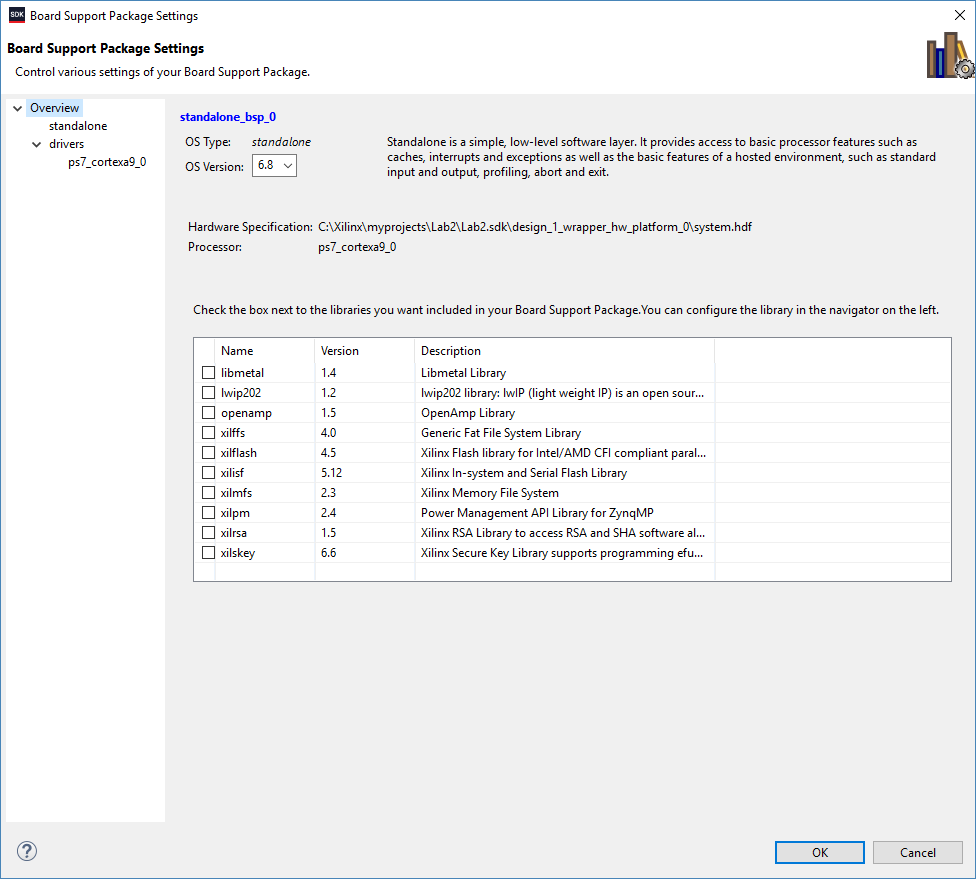 SDK Board Support Package Settings
Board Support Package Settings
Control various settings of your Board Support Package.
Overview
standalone
drivers
ps7_cortexa9_0
standalone_bsp_0
OS Type: standalone
OS Version: 6.8
Standalone is a simple, low-level software layer. It provides access to basic processor features such as
caches, interrupts and exceptions as well as the basic features of a hosted environment, such as standard
input and output, profiling, abort and exit.
Hardware Specification: C:\Xilinx\myprojects\Lab2\Lab2.sdk\design_1_wrapper_hw_platform_0\system.hdf
Processor: ps7_cortexa9_0
Check the box next to the libraries you want included in your Board Support Package.You can configure the library in the navigator on the left.
Name Version Description
libmetal 1.4 Libmetal Library
lwip202 1.2 lwip202 library: lwIP (light weight IP) is an open sour...
openamp 1.5 OpenAmp Library
xilffs 4.0 Generic Fat File System Library
xilflash 4.5 Xilinx Flash library for Intel/AMD CFI compliant paral...
xilisf 5.12 Xilinx In-system and Serial Flash Library
xilmfs 2.3 Xilinx Memory File System
xilpm 2.4 Power Management API Library for ZynqMP
xilrsa 1.5 Xilinx RSA Library to access RSA and SHA software al...
xilskey 6.6 Xilinx Secure Key Library supports programming efu...
? OK Cancel